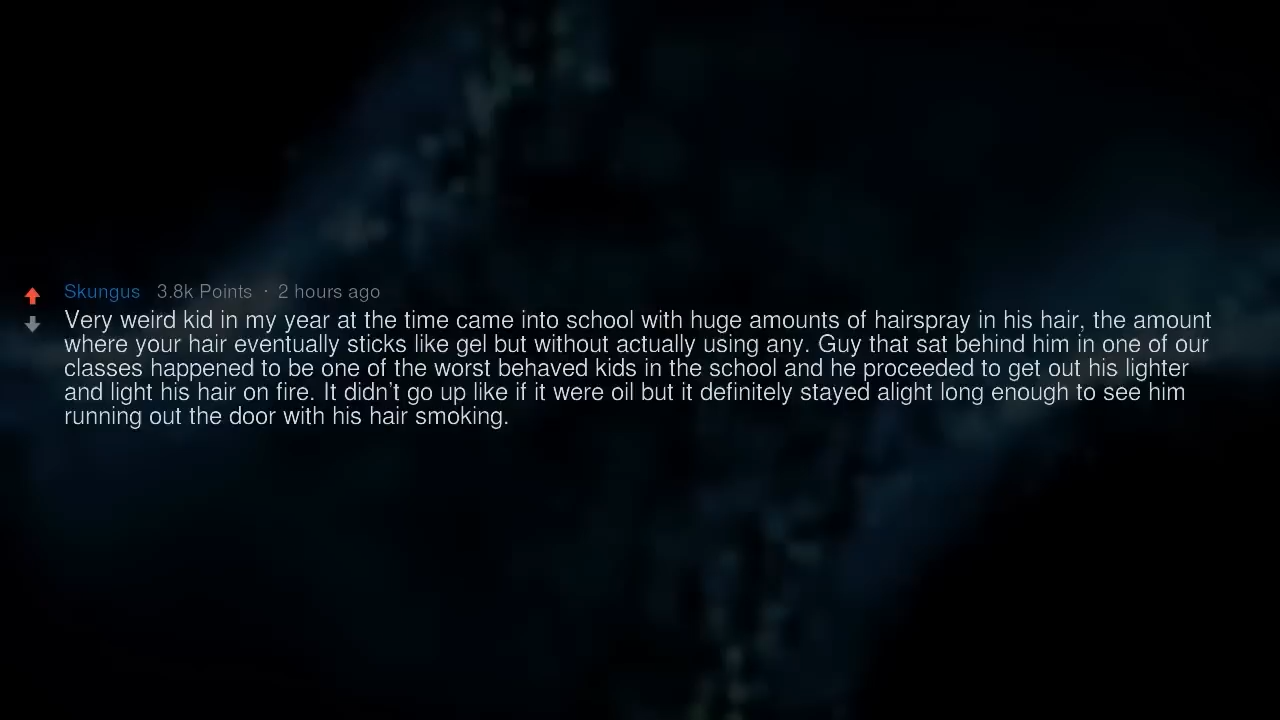 Skungus 3.8k Points · 2 hours ago
Very weird kid in my year at the time came into school with huge amounts of hairspray in his hair, the amount
where your hair eventually sticks like gel but without actually using any. Guy that sat behind him in one of our
classes happened to be one of the worst behaved kids in the school and he proceeded to get out his lighter
and light his hair on fire. It didn't go up like if it were oil but it definitely stayed alight long enough to see him
running out the door with his hair smoking.